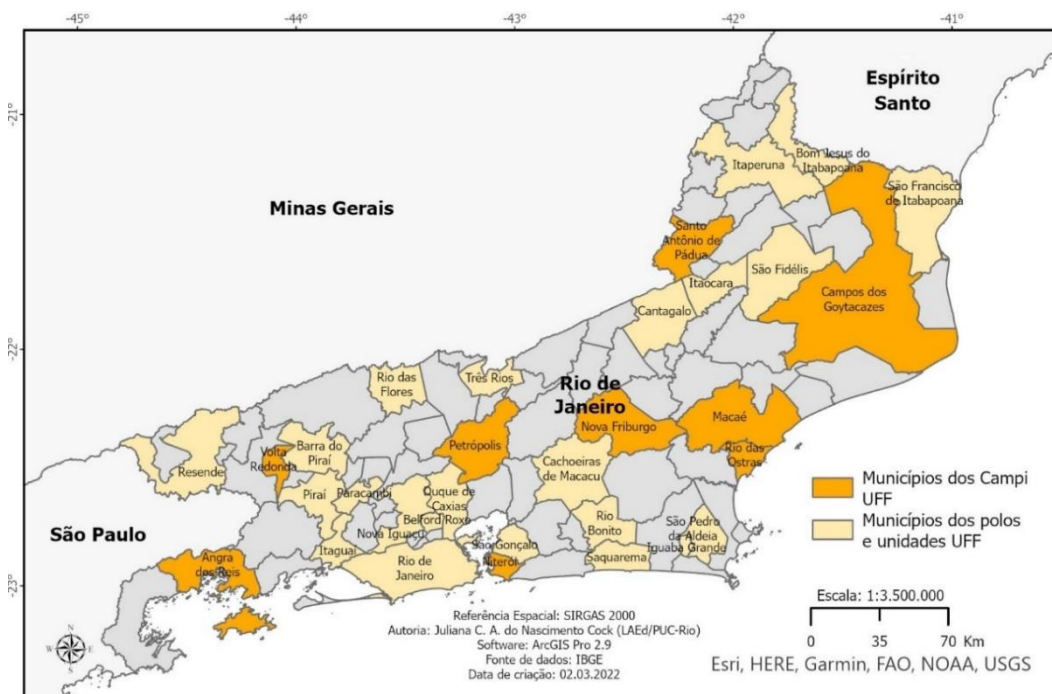 -45°
-44°
-43°
-42°
-41°
-21°
-22°
-23°
Espírito
Santo
Minas Gerais
Rio de
Janeiro
São Paulo
Bom Jesus do
Itabapoana
Itaperuna
São Francisco
de Itabapoana
Santo
Antônio de
Pádua
São Fidélis
Itaocara
Campos dos
Goytacazes
Cantagalo
Rio das
Flores
Três Rios
Macaé
Nova Friburgo
Petrópolis
Rio das
Ostras
Volta
Redonda
Barra do
Piraí
Resende
Cachoeiras
de Macacu
Piraí
Paracambi
Duque de
Caxias
Belford/Roxo
Nova Iguaçu
Rio
Bonito
São Pedro
da Aldeia
Iguaba Grande
Itaguaí
São Gonçalo
Niterói
Saquarema
Rio de
Janeiro
Angra
dos Reis
Municípios dos Campi
UFF
Municípios dos polos
e unidades UFF
Escala: 1:3.500.000
0 35 70 Km
N
W E
S
Referência Espacial: SIRGAS 2000
Autoria: Juliana C. A. do Nascimento Cock (LAEd/PUC-Rio)
Software: ArcGIS Pro 2.9
Fonte de dados: IBGE
Data de criação: 02.03.2022
Esri, HERE, Garmin, FAO, NOAA, USGS